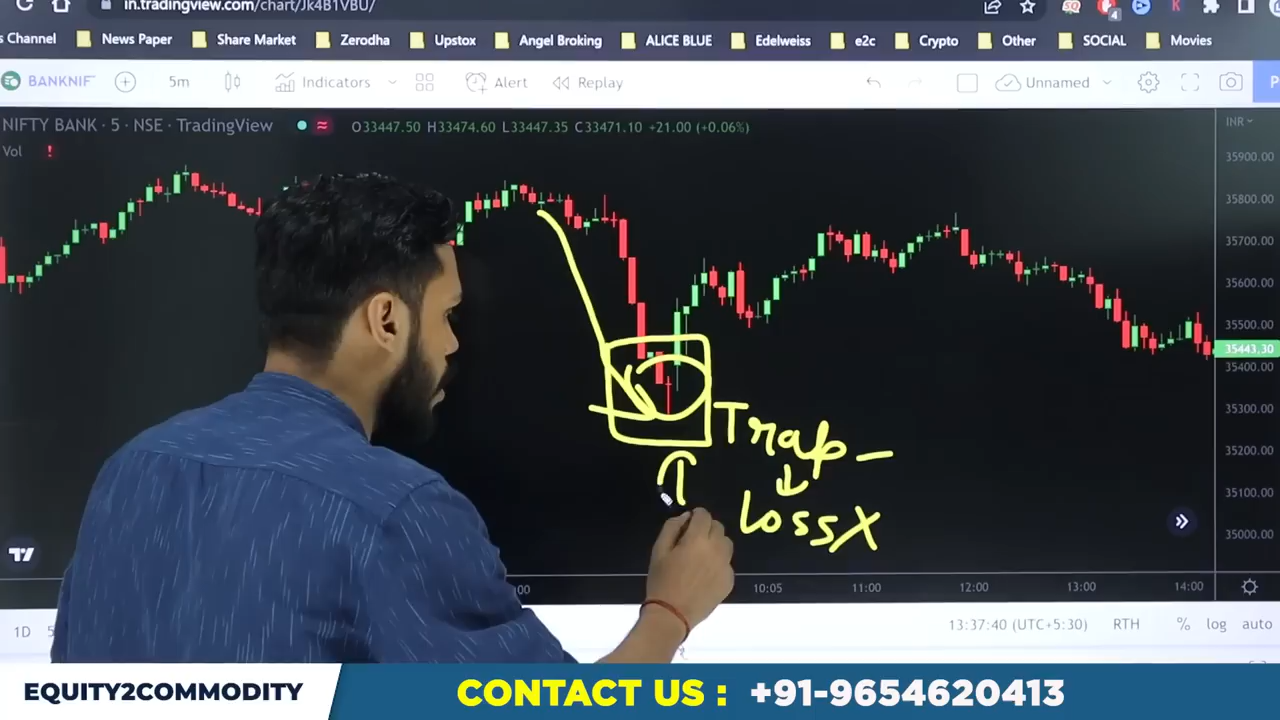 in.tradingview.com/chart/Jk4B1VBU/
4
s Channel News Paper Share Market Zerodha Upstox Angel Broking ALICE BLUE Edelweiss e2c Crypto Other SOCIAL Movies
BANKNIF 5m Indicators Alert Replay Unnamed P
NIFTY BANK · 5 · NSE · TradingView O33447.50 H33474.60 L33447.35 C33471.10 +21.00 (+0.06%) INR
Vol !
35900.00
35800.00
35700.00
35600.00
35500.00
35443.30
35400.00
35300.00
Trap -
35200.00
35100.00
Loss X
35000.00
:00 10:05 11:00 12:00 13:00 14:00
1D 5 13:37:40 (UTC+5:30) RTH % log auto
EQUITY2COMMODITY CONTACT US : +91-9654620413